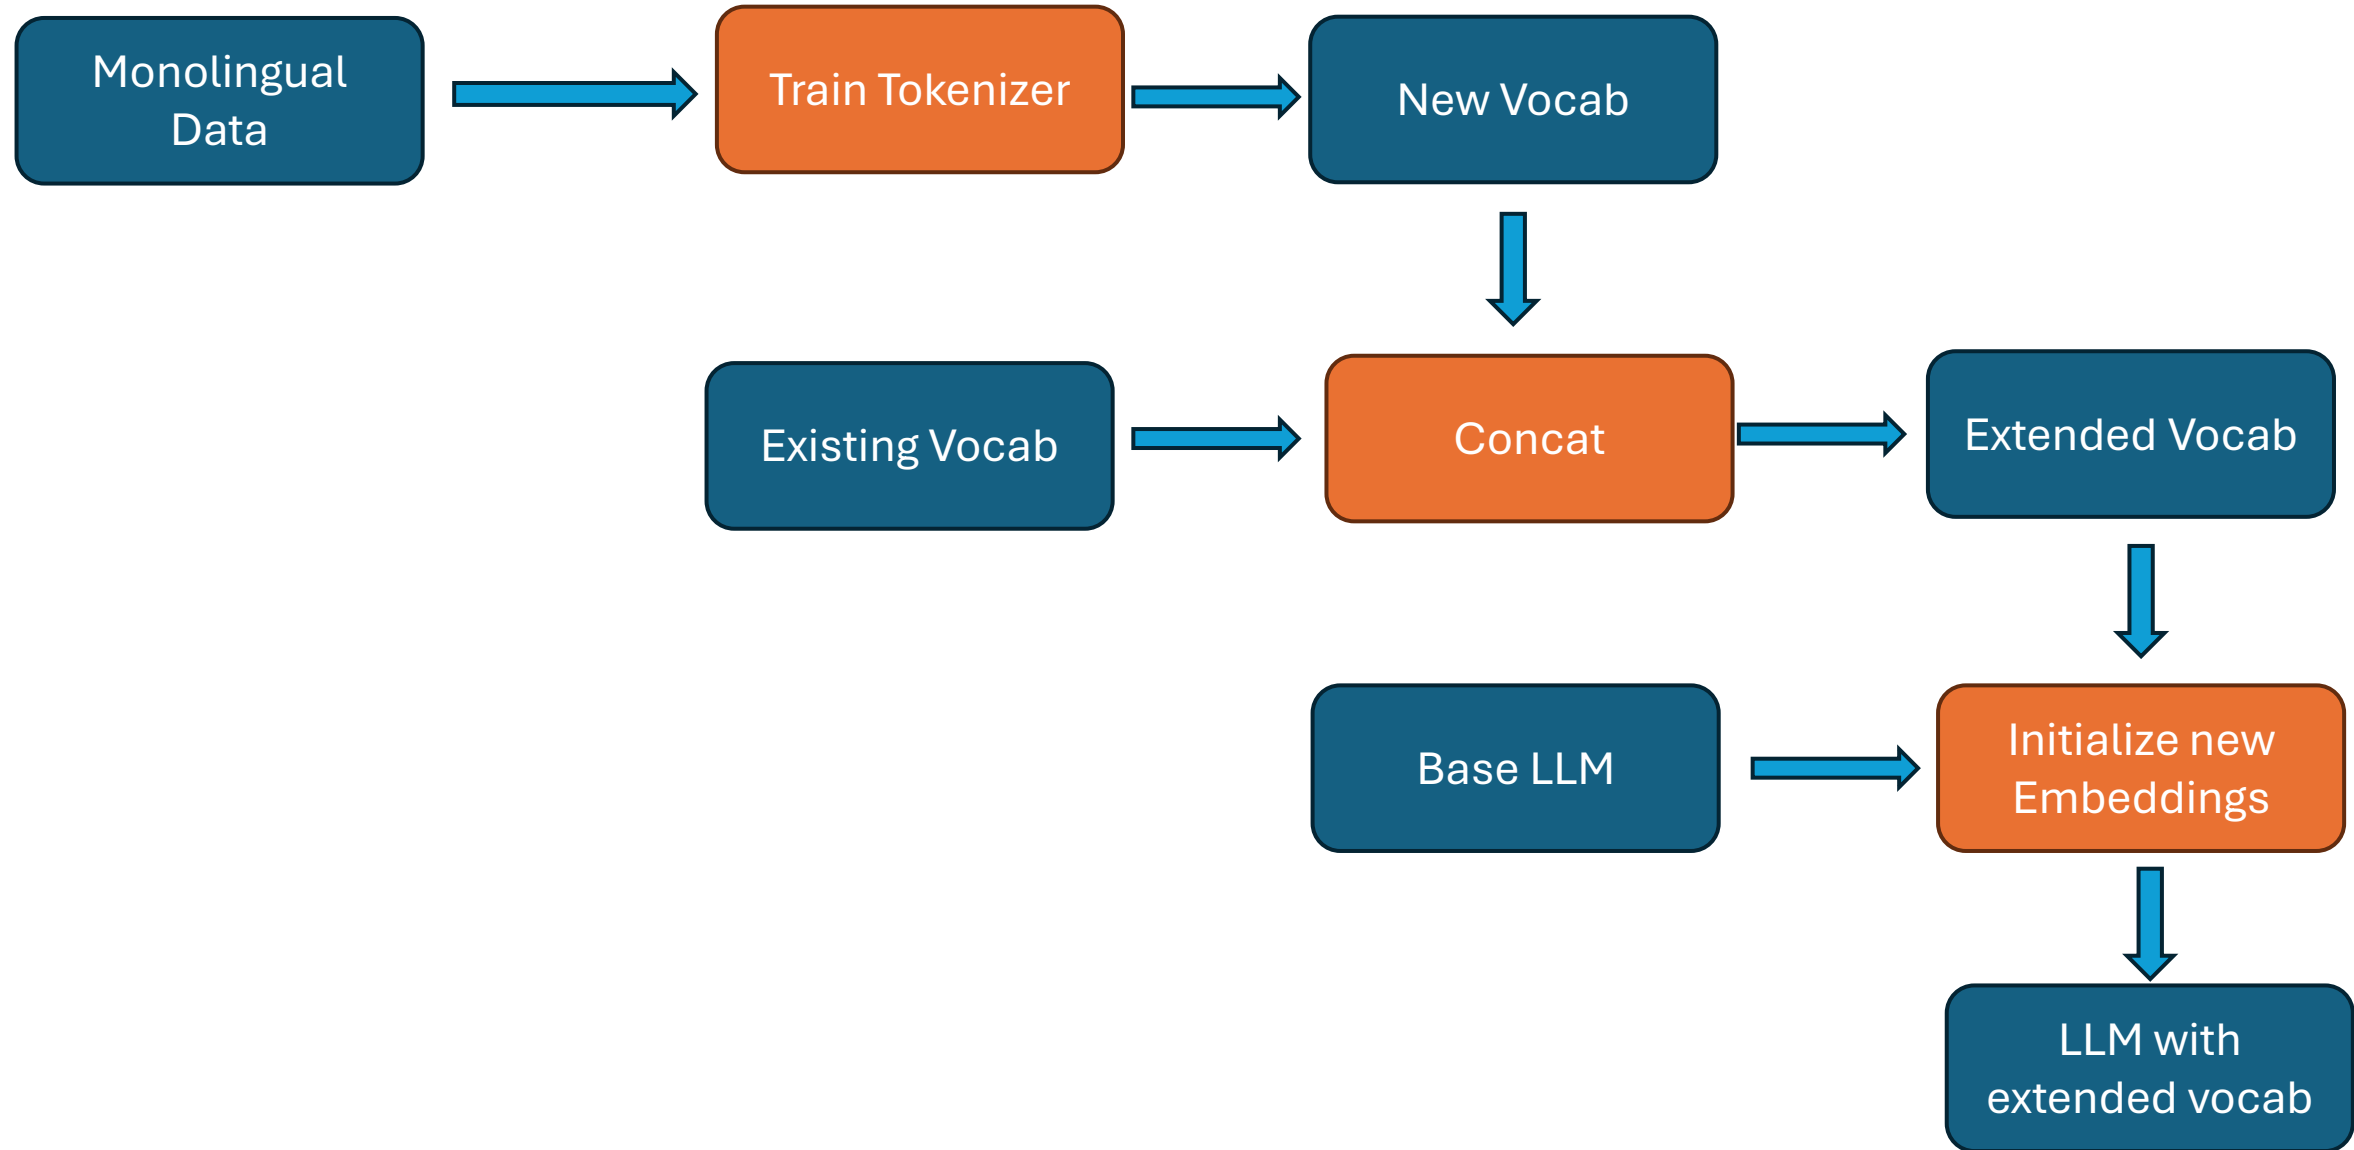 Monolingual
Data
Train Tokenizer
New Vocab
Existing Vocab
Concat
Extended Vocab
Base LLM
Initialize new
Embeddings
LLM with
extended vocab